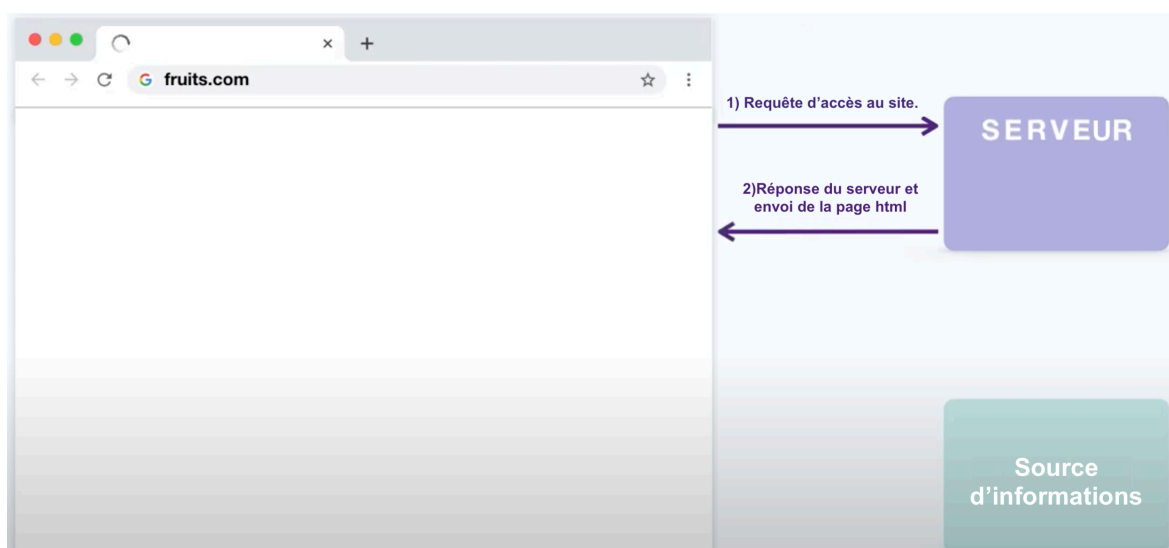 fruits.com
1) Requête d'accès au site.
SERVEUR
2)Réponse du serveur et
envoi de la page html
Source
d'informations